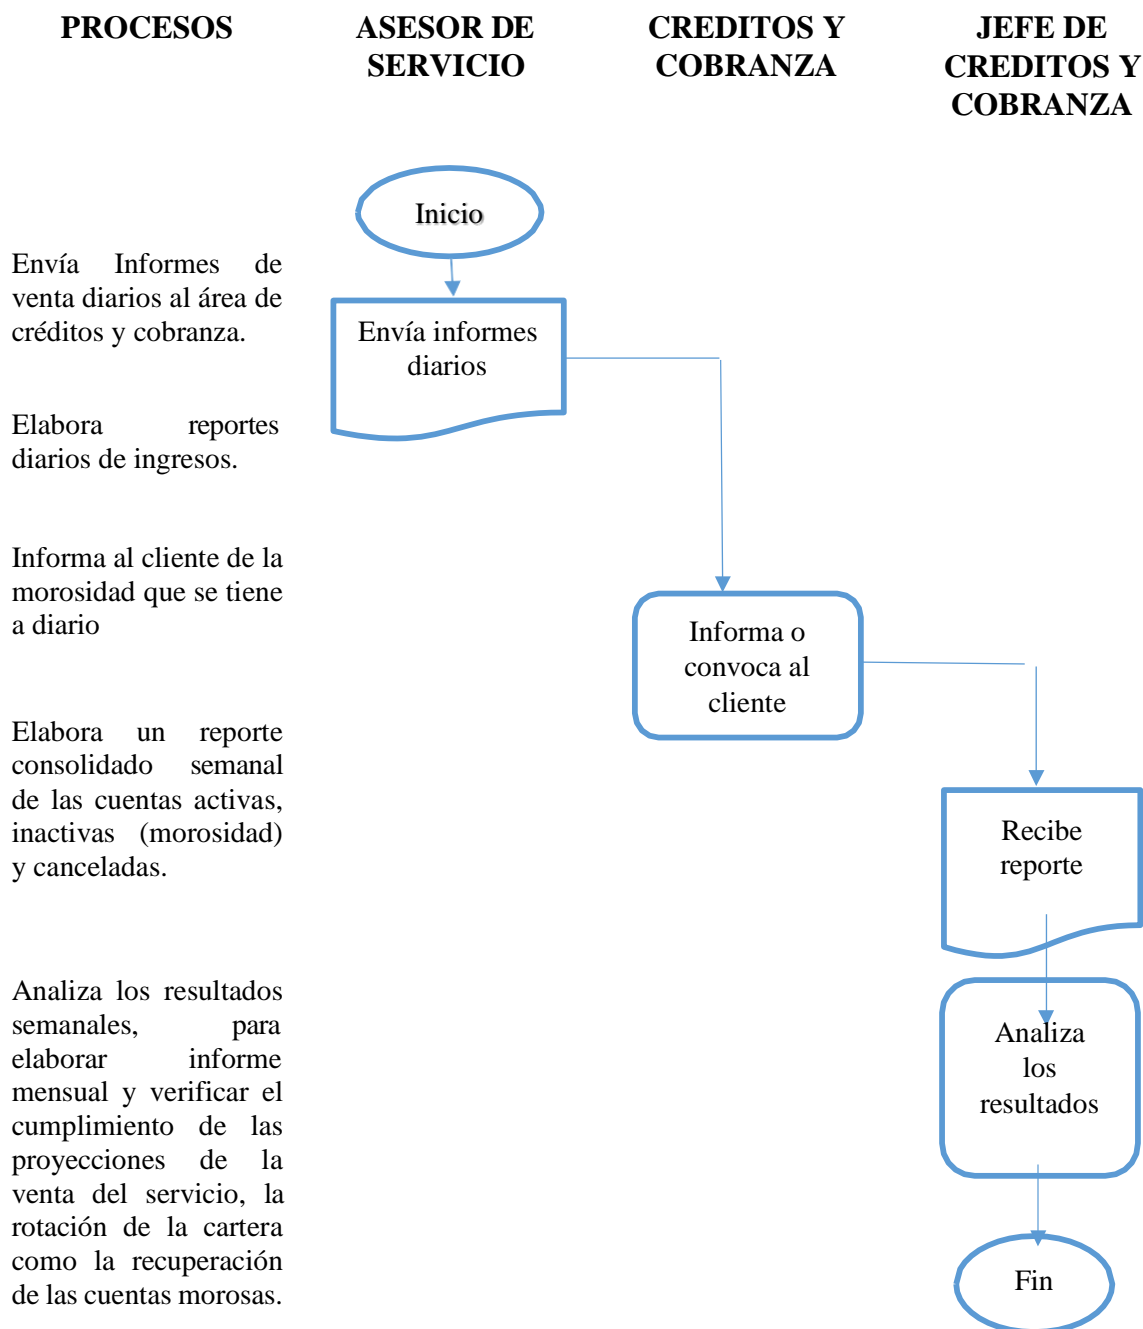 PROCESOS
ASESOR DE
SERVICIO
CREDITOS Y
COBRANZA
JEFE DE
CREDITOS Y
COBRANZA
Inicio
Envía Informes de
venta diarios al área de
créditos y cobranza.
Envía informes
diarios
Elabora reportes
diarios de ingresos.
Informa al cliente de la
morosidad que se tiene
a diario
Informa o
convoca al
cliente
Elabora un reporte
consolidado semanal
de las cuentas activas,
inactivas (morosidad)
y canceladas.
Recibe
reporte
Analiza los resultados
semanales, para
elaborar informe
mensual y verificar el
cumplimiento de las
proyecciones de la
venta del servicio, la
rotación de la cartera
como la recuperación
de las cuentas morosas.
Analiza
los
resultados
Fin